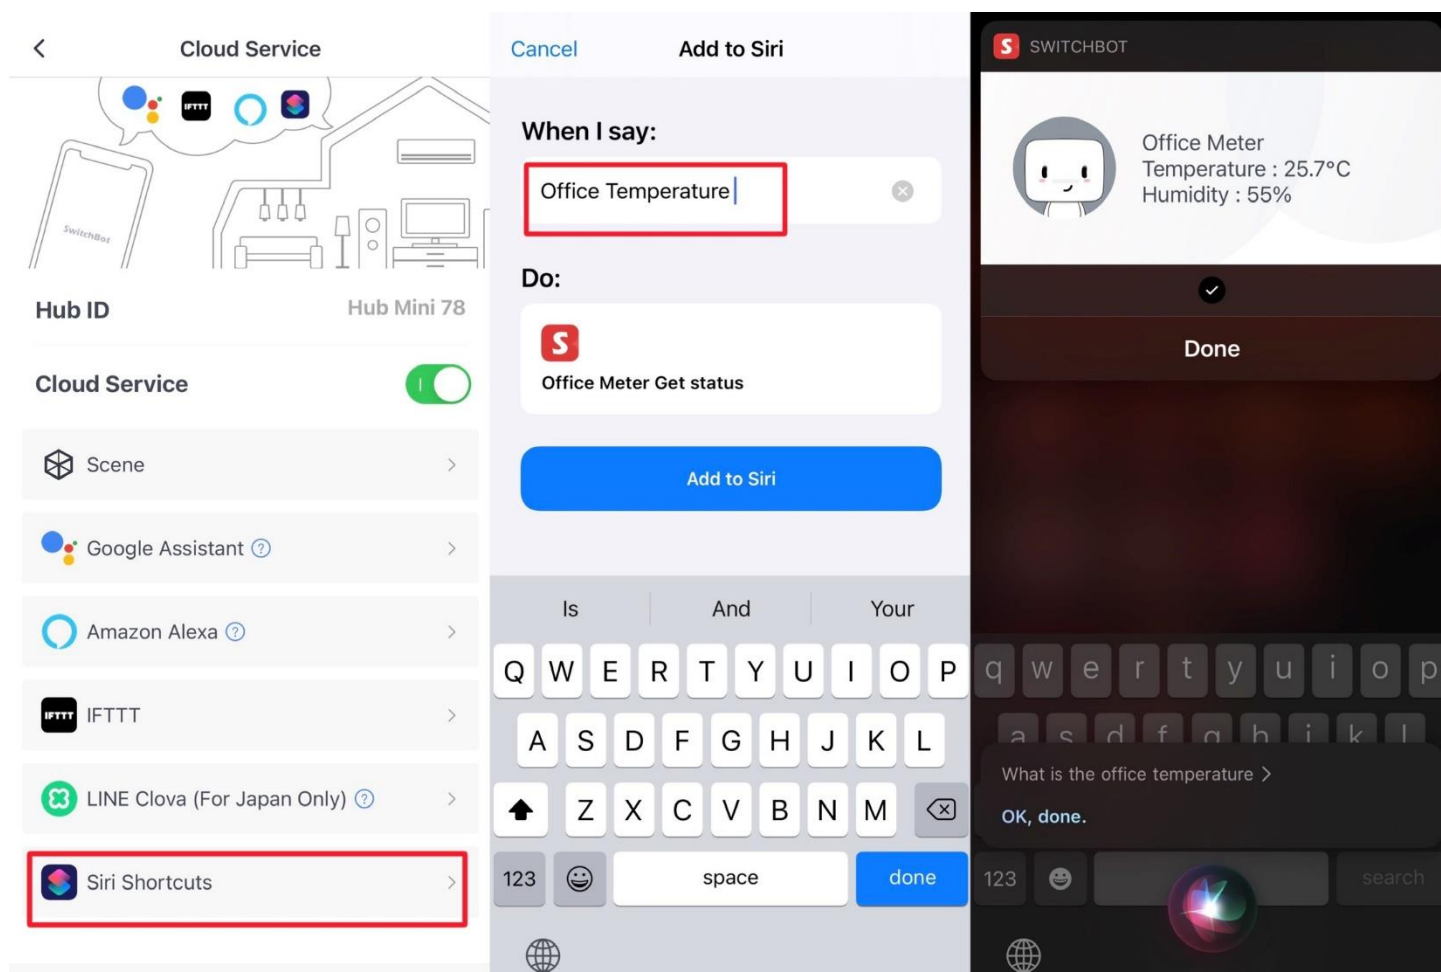 Cloud Service
IFTTT
SwitchBot
Hub ID
Hub Mini 78
Cloud Service
Scene
Google Assistant ?
Amazon Alexa ?
IFTTT IFTTT
LINE Clova (For Japan Only) ?
Siri Shortcuts
Cancel
Add to Siri
When I say:
Office Temperature
Do:
S
Office Meter Get status
Add to Siri
Is And Your
Q W E R T Y U I O P
A S D F G H J K L
Z X C V B N M
123 space done
S SWITCHBOT
Office Meter
Temperature : 25.7°C
Humidity : 55%
Done
q w e r t y u i o p
a s d f g h j k l
What is the office temperature >
OK, done.
123 search